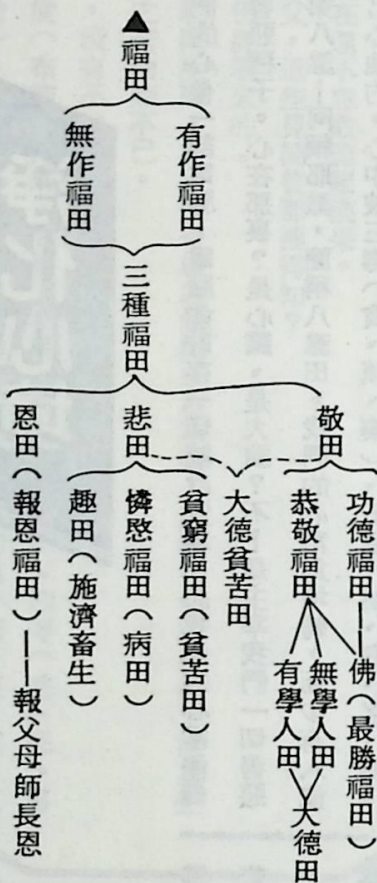 ▲福田
有作福田
無作福田
三種福田
敬田
功德福田——佛（最勝福田）
恭敬福田
無學人田
有學人田
大德田
大德貧苦田
悲田
貧窮福田（貧苦田）
憐愍福田（病田）
趣田（施濟畜生）
恩田（報恩福田）——報父母師長恩